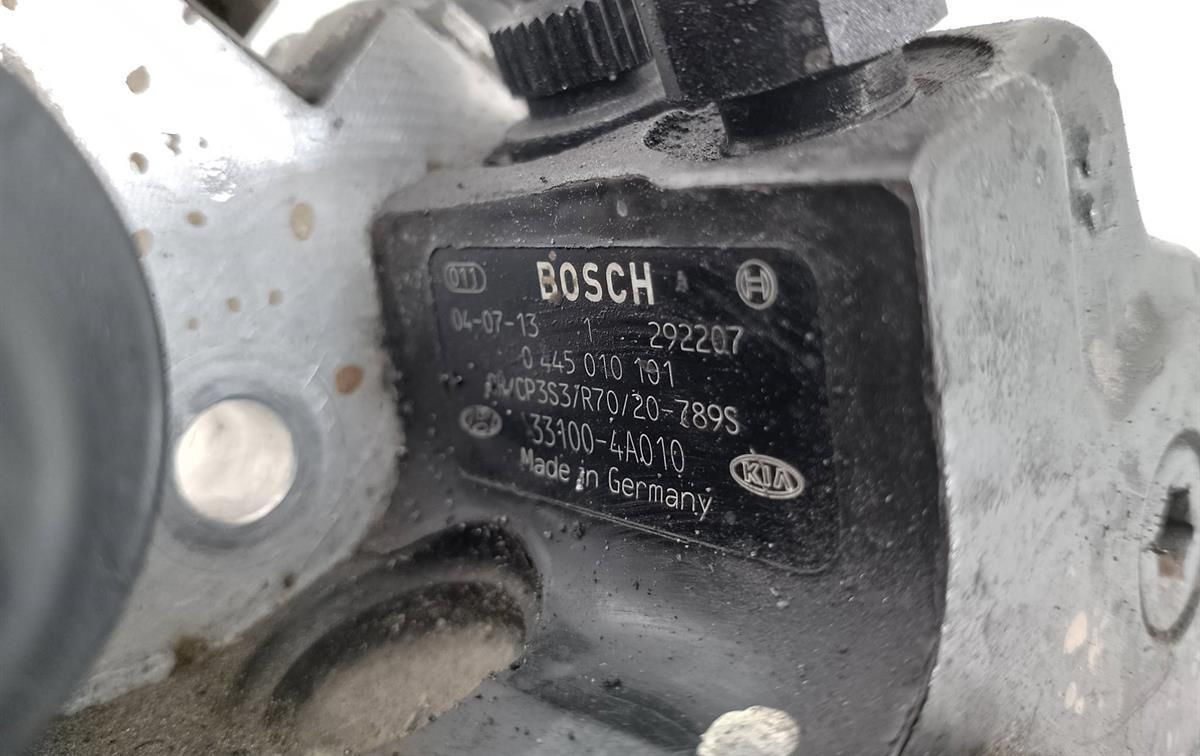 011 BOSCH A
04-07-13 1 292207
0 445 010 101
CR/CP3S3/R70/20-789S
33100-4A010
KIA
Made in Germany